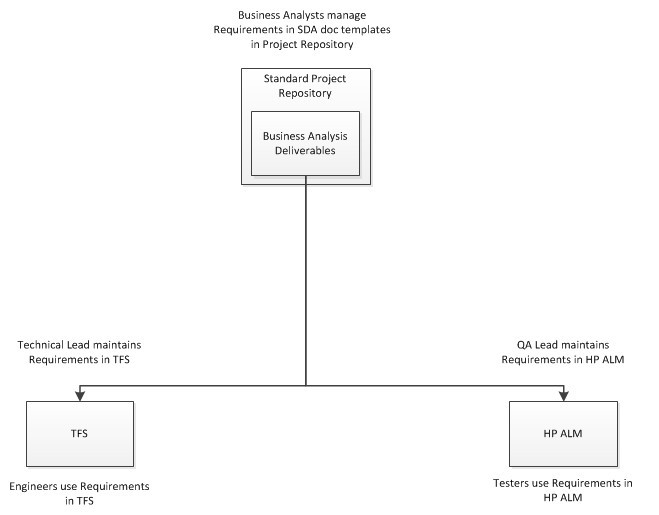 Business Analysts manage
Requirements in SDA doc templates
in Project Repository
Standard Project
Repository
Business Analysis
Deliverables
Technical Lead maintains
Requirements in TFS
QA Lead maintains
Requirements in HP ALM
TFS
HP ALM
Engineers use Requirements
in TFS
Testers use Requirements in
HP ALM